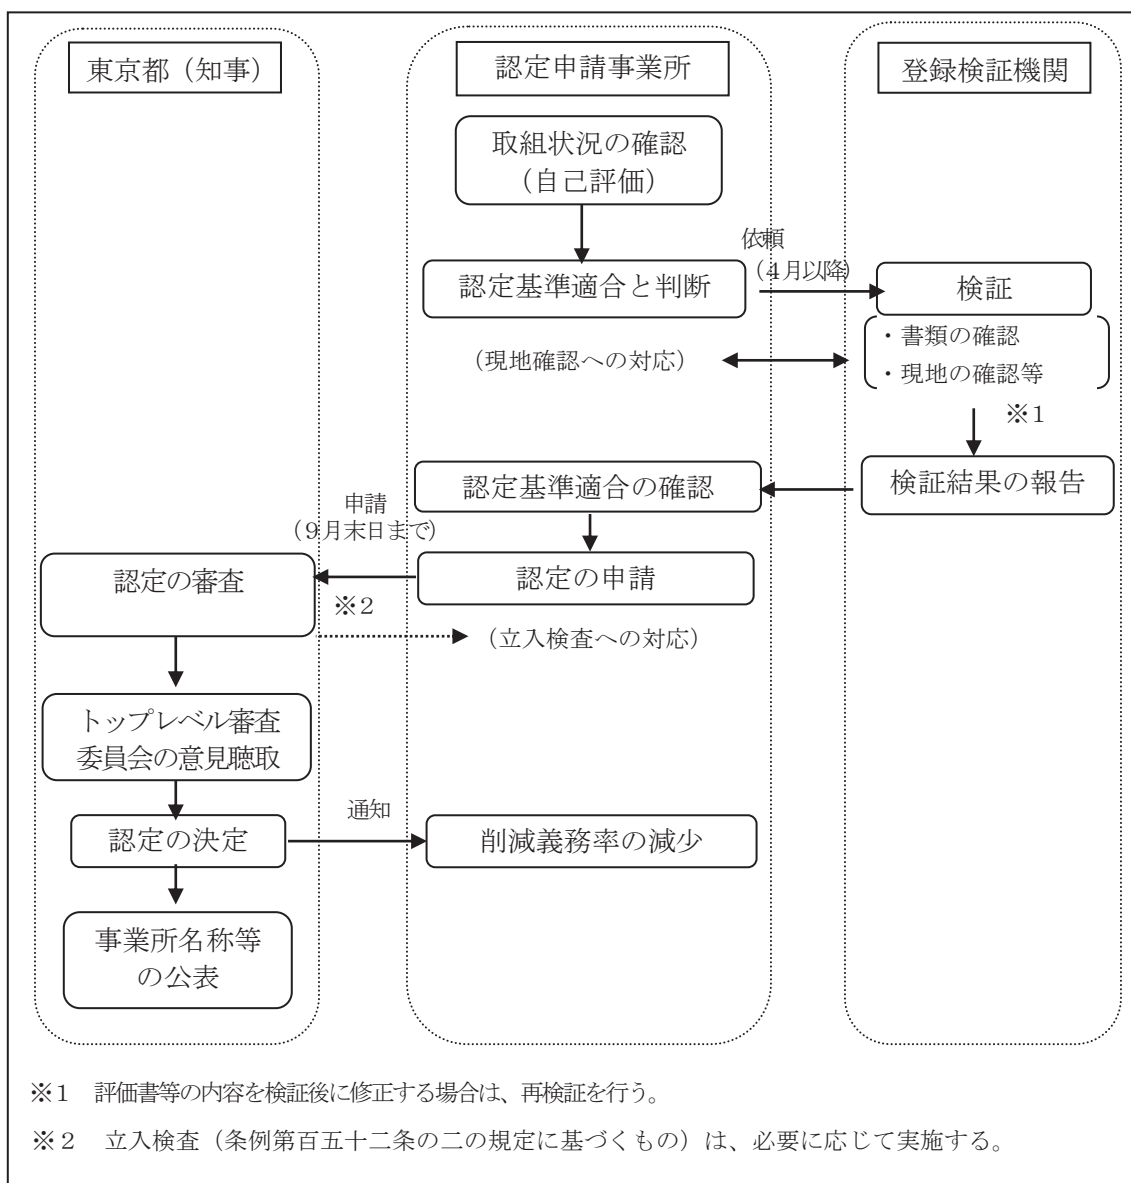 東京都（知事）
認定申請事業所
登録検証機関
取組状況の確認
（自己評価）
依頼
（4月以降）
認定基準適合と判断
検証
・書類の確認
・現地の確認等
（現地確認への対応）
※1
認定基準適合の確認
検証結果の報告
申請
（9月末日まで）
認定の審査
認定の申請
※2
（立入検査への対応）
トップレベル審査
委員会の意見聴取
通知
認定の決定
削減義務率の減少
事業所名称等
の公表
※1　評価書等の内容を検証後に修正する場合は、再検証を行う。
※2　立入検査（条例第百五十二条の二の規定に基づくもの）は、必要に応じて実施する。